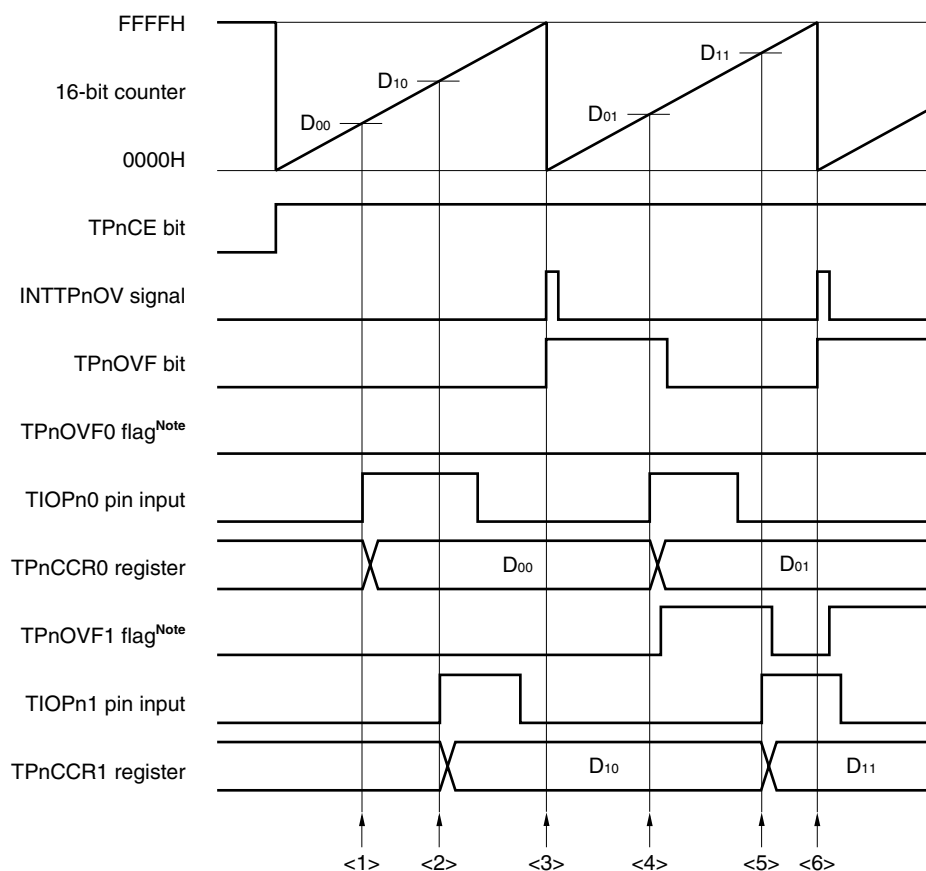 FFFFH
16-bit counter
0000H
D00
D10
D01
D11
TPnCE bit
INTTPnOV signal
TPnOVF bit
TPnOVF0 flagNote
TIOPn0 pin input
TPnCCR0 register
D00
D01
TPnOVF1 flagNote
TIOPn1 pin input
TPnCCR1 register
D10
D11
<1> <2> <3> <4> <5> <6>